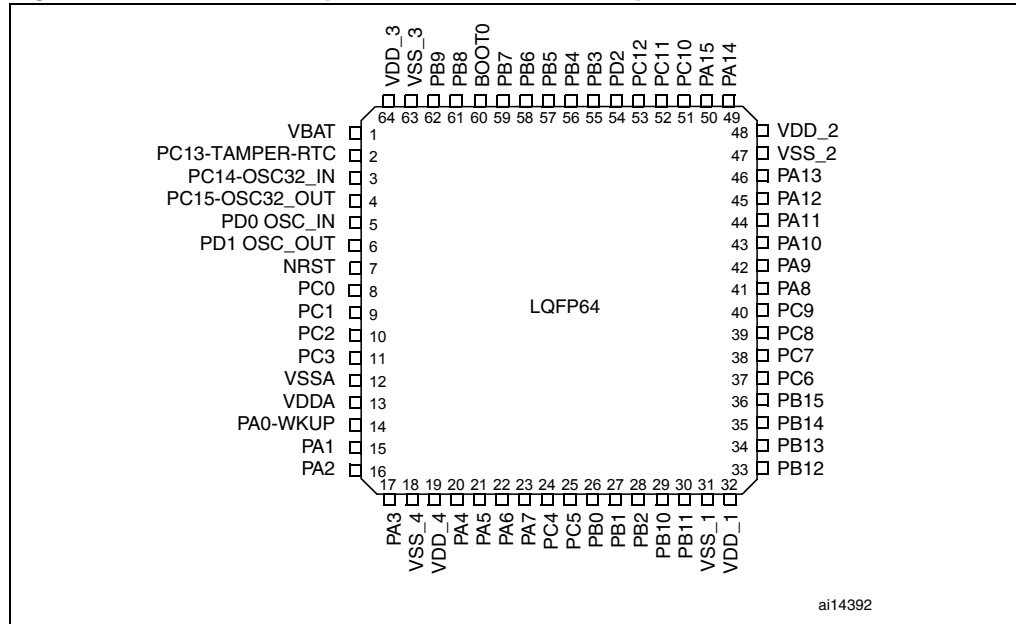 VDD_3
VSS_3
PB9
PB8
BOOT0
PB7
PB6
PB5
PB4
PB3
PD2
PC12
PC11
PC10
PA15
PA14
64 63 62 61 60 59 58 57 56 55 54 53 52 51 50 49
VBAT 1
PC13-TAMPER-RTC 2
PC14-OSC32_IN 3
PC15-OSC32_OUT 4
PD0 OSC_IN 5
PD1 OSC_OUT 6
NRST 7
PC0 8
PC1 9
PC2 10
PC3 11
VSSA 12
VDDA 13
PA0-WKUP 14
PA1 15
PA2 16
LQFP64
48 VDD_2
47 VSS_2
46 PA13
45 PA12
44 PA11
43 PA10
42 PA9
41 PA8
40 PC9
39 PC8
38 PC7
37 PC6
36 PB15
35 PB14
34 PB13
33 PB12
17 18 19 20 21 22 23 24 25 26 27 28 29 30 31 32
PA3
VSS_4
VDD_4
PA4
PA5
PA6
PA7
PC4
PC5
PB0
PB1
PB2
PB10
PB11
VSS_1
VDD_1
ai14392